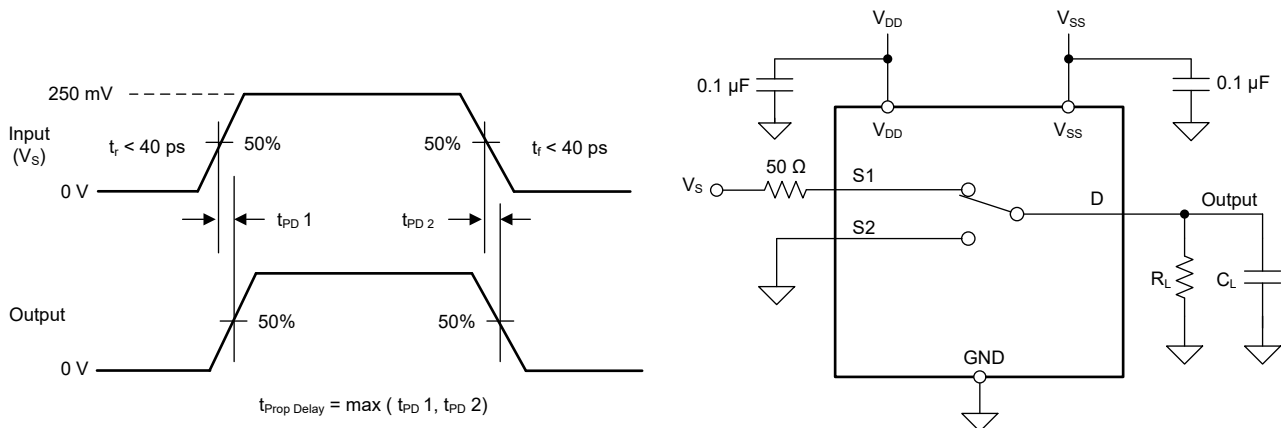 250 mV
Input
(VS)
tr < 40 ps
50%
50%
tf < 40 ps
0 V
tPD 1
tPD 2
Output
50%
50%
0 V
tProp Delay = max ( tPD 1, tPD 2)
VDD
VSS
0.1 µF
0.1 µF
VDD
VSS
50 Ω
VS
S1
D
Output
S2
RL
CL
GND